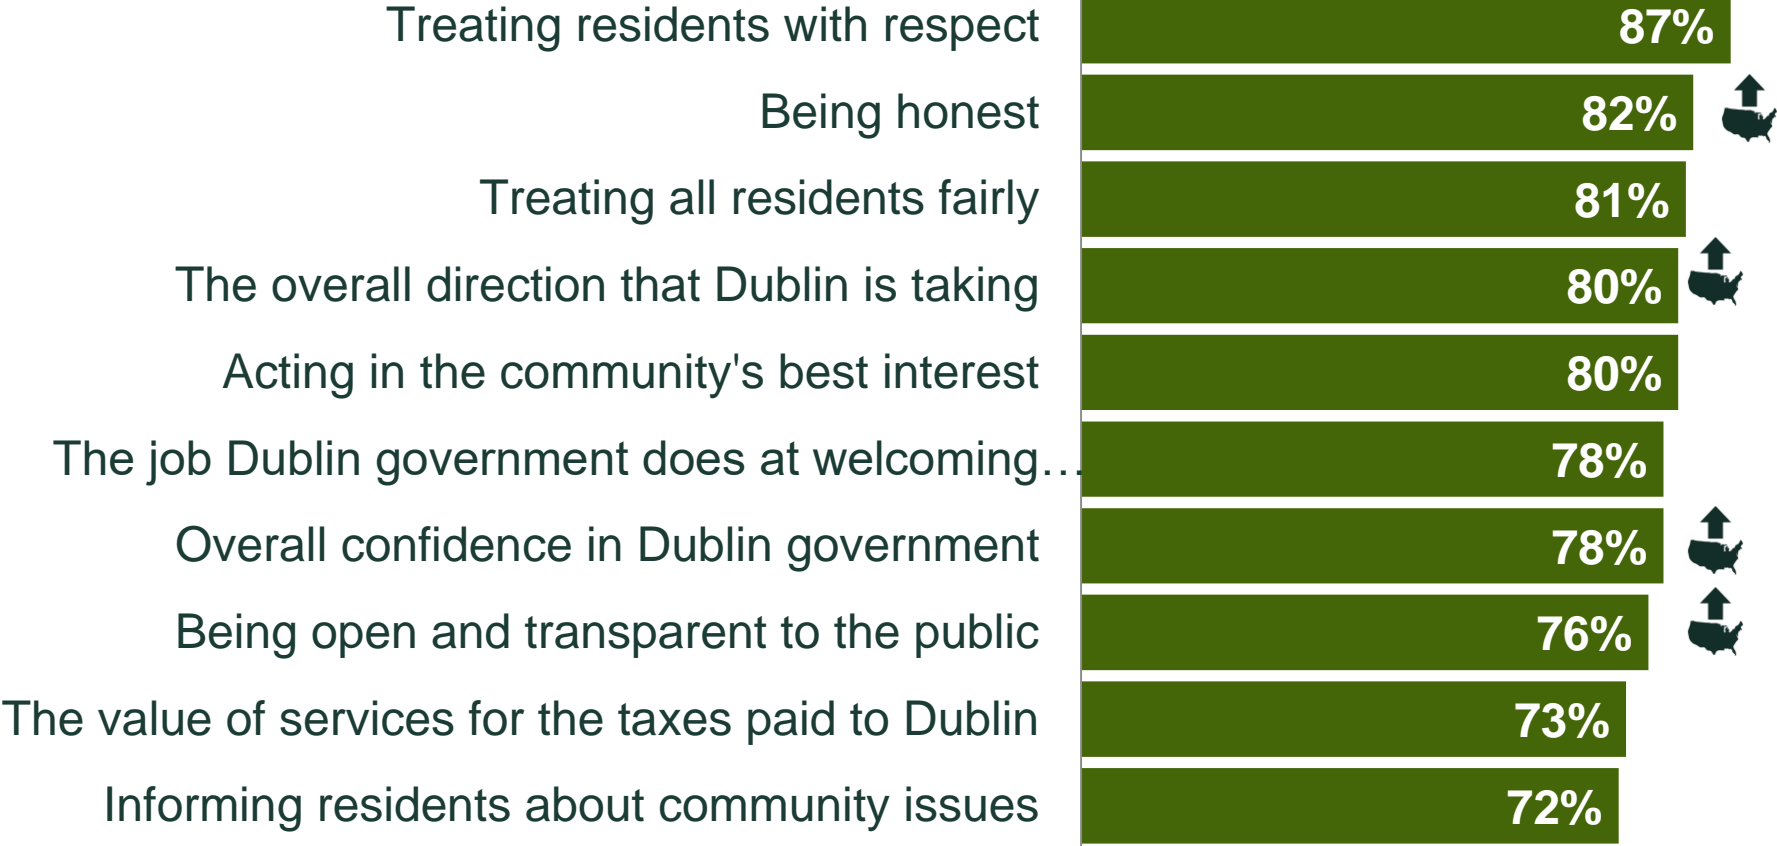 Treating residents with respect 87%
Being honest 82%
Treating all residents fairly 81%
The overall direction that Dublin is taking 80%
Acting in the community's best interest 80%
The job Dublin government does at welcoming… 78%
Overall confidence in Dublin government 78%
Being open and transparent to the public 76%
The value of services for the taxes paid to Dublin 73%
Informing residents about community issues 72%